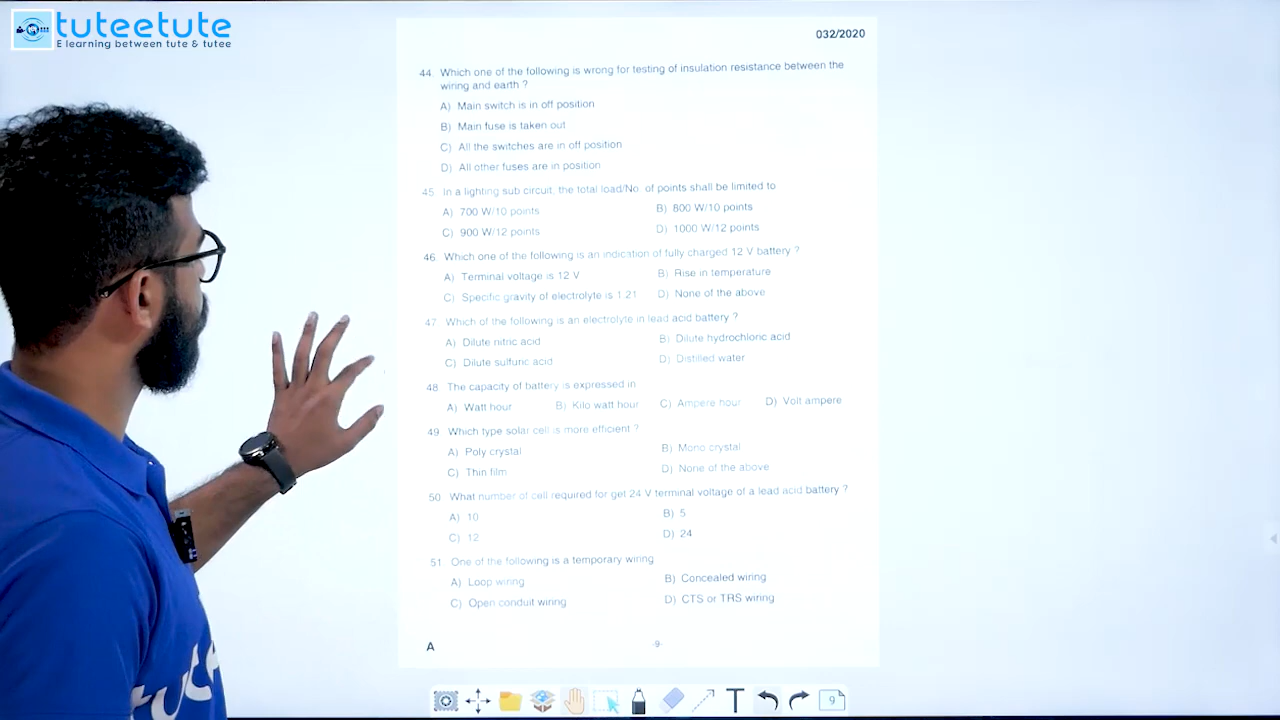 tuteetute
E learning between tute & tutee
032/2020
44. Which one of the following is wrong for testing of insulation resistance between the
wiring and earth ?
A) Main switch is in off position
B) Main fuse is taken out
C) All the switches are in off position
D) All other fuses are in position
45. In a lighting sub circuit, the total load/No. of points shall be limited to
A) 700 W/10 points B) 800 W/10 points
C) 900 W/12 points D) 1000 W/12 points
46. Which one of the following is an indication of fully charged 12 V battery ?
A) Terminal voltage is 12 V B) Rise in temperature
C) Specific gravity of electrolyte is 1.21 D) None of the above
47. Which of the following is an electrolyte in lead acid battery ?
A) Dilute nitric acid B) Dilute hydrochloric acid
C) Dilute sulfuric acid D) Distilled water
48. The capacity of battery is expressed in
A) Watt hour B) Kilo watt hour C) Ampere hour D) Volt ampere
49. Which type solar cell is more efficient ?
A) Poly crystal B) Mono crystal
C) Thin film D) None of the above
50. What number of cell required for get 24 V terminal voltage of a lead acid battery ?
A) 10 B) 5
C) 12 D) 24
51. One of the following is a temporary wiring
A) Loop wiring B) Concealed wiring
C) Open conduit wiring D) CTS or TRS wiring
A -9-
T 9